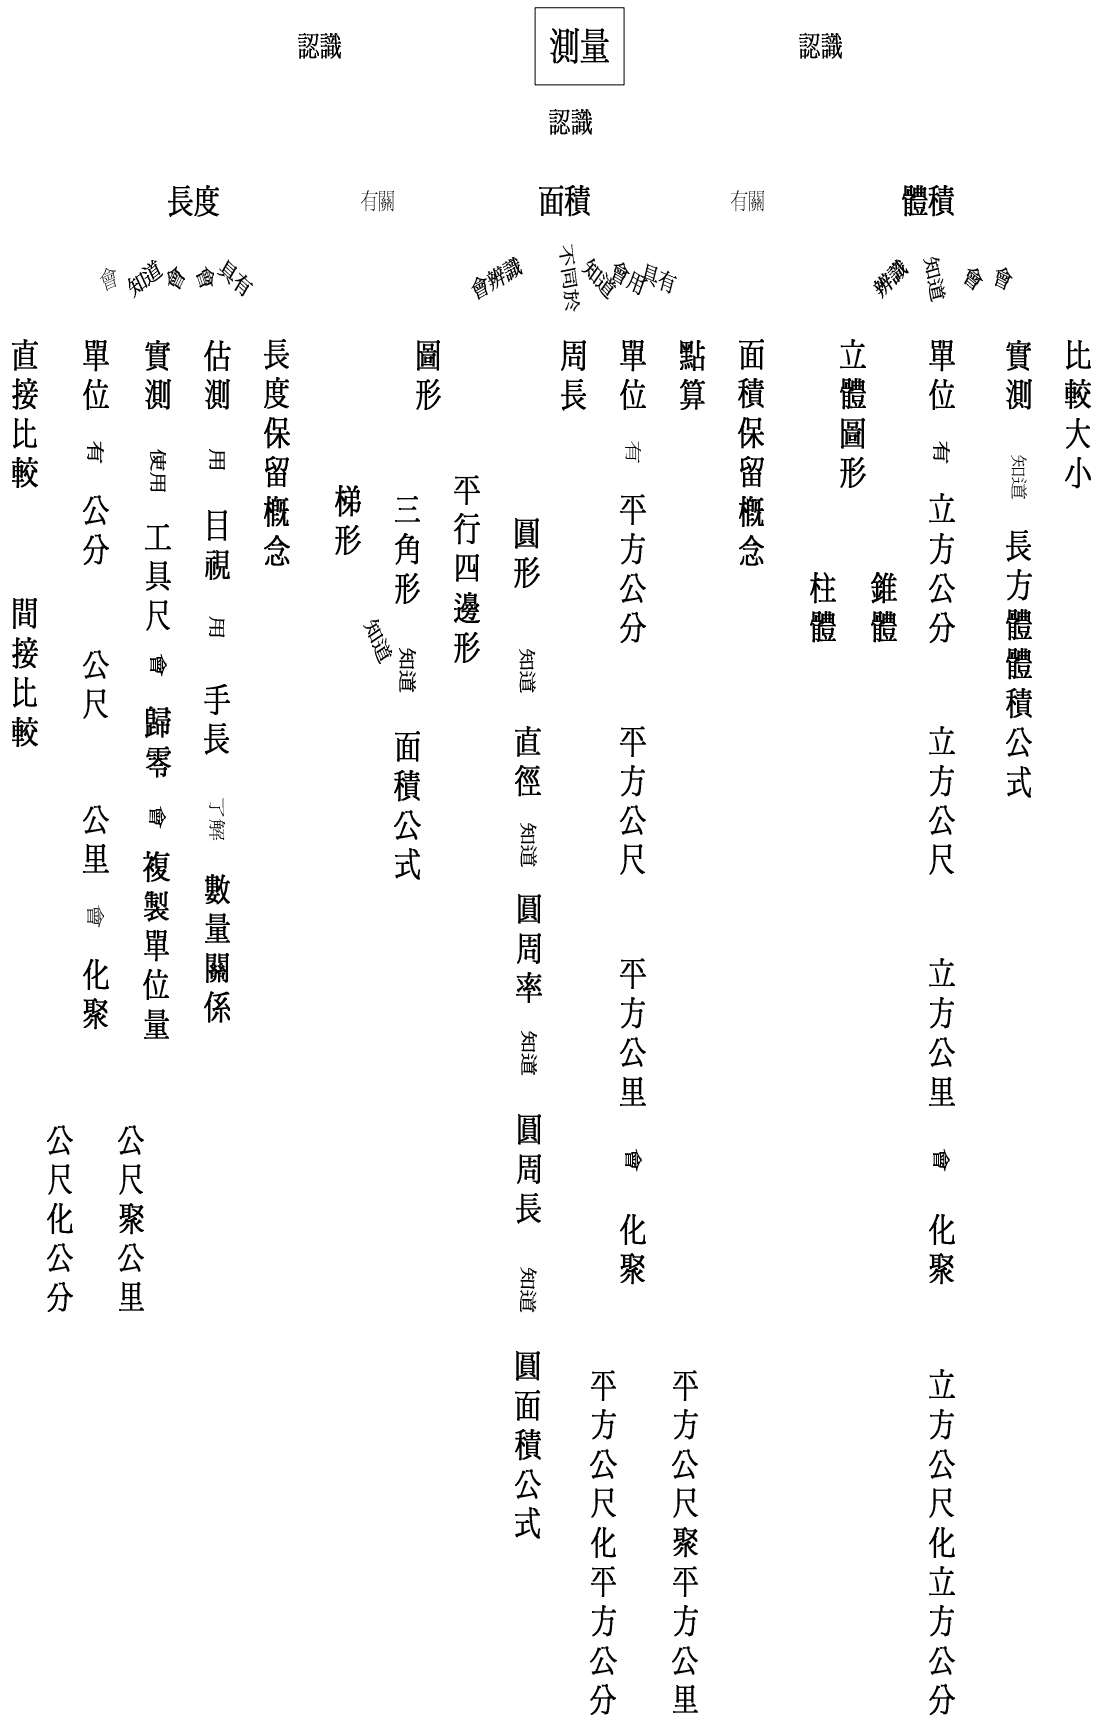 測量
認識
認識
認識
長度
有關
面積
有關
體積
會
知道
會
會
具有
會辨識
不同於
知道
會用
具有
辨識
知道
會
會
直接比較
間接比較
單位
有
公分
公尺
公里
會
化聚
公尺化公分
公尺聚公里
實測
使用
工具尺
會
歸零
會
複製單位量
估測
用
目視
用
手長
了解
數量關係
長度保留概念
圖形
梯形
三角形
平行四邊形
圓形
知道
知道
面積公式
知道
直徑
知道
圓周率
知道
圓周長
知道
圓面積公式
周長
單位
有
平方公分
平方公尺
平方公里
會
化聚
平方公尺化平方公分
平方公尺聚平方公里
點算
面積保留概念
立體圖形
柱體
錐體
單位
有
立方公分
立方公尺
立方公里
會
化聚
立方公尺化立方公分
實測
知道
長方體體積公式
比較大小